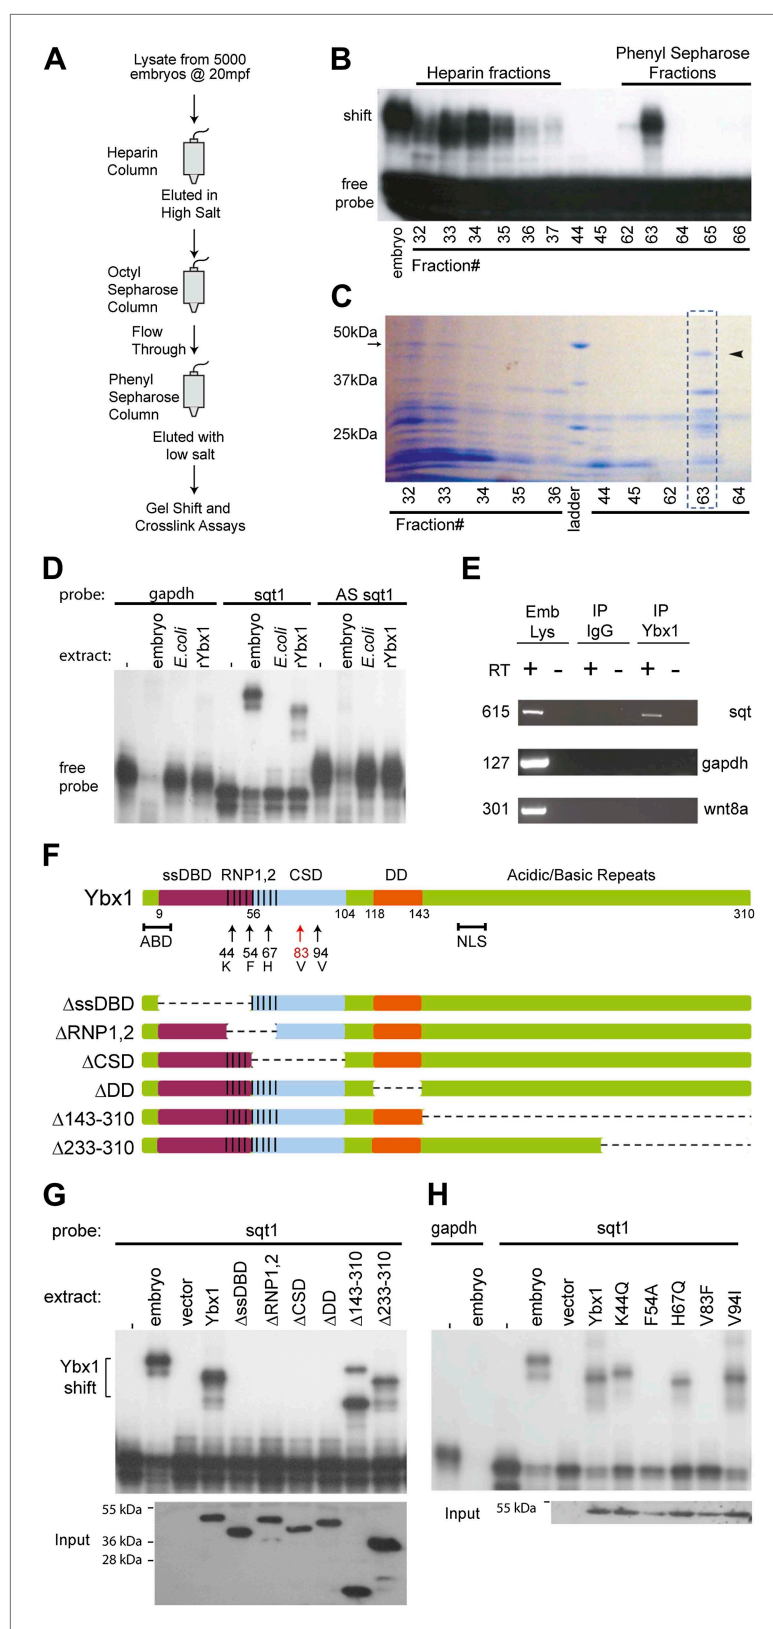 A
Lysate from 5000
embryos @ 20mpf
Heparin
Column
Eluted in
High Salt
Octyl
Sepharose
Column
Flow
Through
Phenyl
Sepharose
Column
Eluted with
low salt
Gel Shift and
Crosslink Assays
B
Heparin fractions
Phenyl Sepharose
Fractions
shift
free
probe
embryo 32 33 34 35 36 37 44 45 62 63 64 65 66
Fraction#
C
50kDa
37kDa
25kDa
32 33 34 35 36 ladder 44 45 62 63 64
Fraction#
D
probe: gapdh sqt1 AS sqt1
extract: - embryo E.coli rYbx1 - embryo E.coli rYbx1 - embryo E.coli rYbx1
free
probe
E
Emb IP IP
Lys IgG Ybx1
RT + - + - + -
615 sqt
127 gapdh
301 wnt8a
F
ssDBD RNP1,2 CSD DD Acidic/Basic Repeats
Ybx1
9 56 104 118 143 310
ABD NLS
44 54 67 83 94
K F H V V
ΔssDBD
ΔRNP1,2
ΔCSD
ΔDD
Δ143-310
Δ233-310
G
probe: sqt1
extract: - embryo vector Ybx1 ΔssDBD ΔRNP1,2 ΔCSD ΔDD Δ143-310 Δ233-310
Ybx1
shift
55 kDa
Input 36 kDa
28 kDa
H
gapdh sqt1
- embryo - embryo vector Ybx1 K44Q F54A H67Q V83F V94I
Input 55 kDa